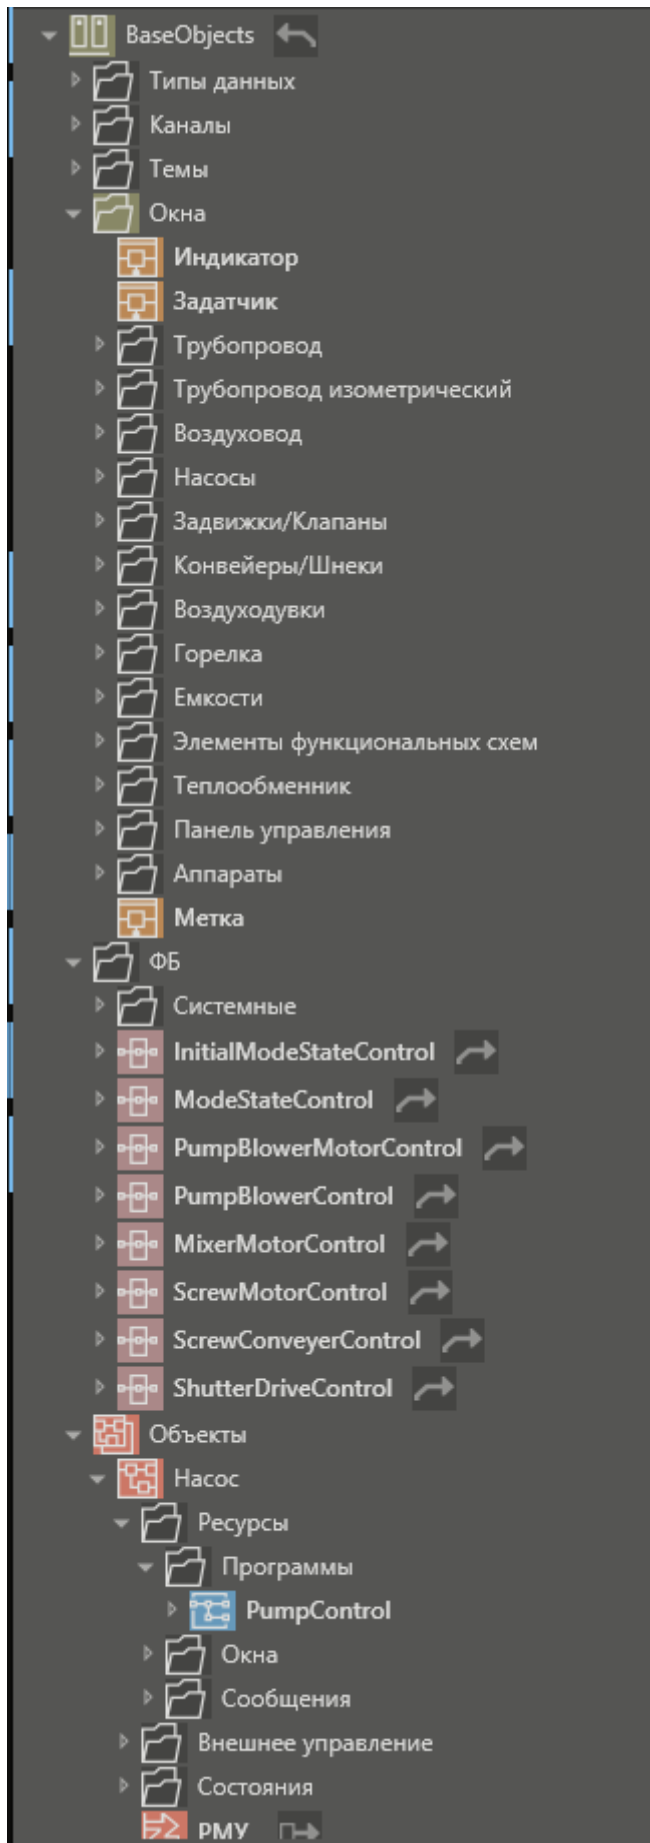 BaseObjects
Типы данных
Каналы
Темы
Окна
Индикатор
Задатчик
Трубопровод
Трубопровод изометрический
Воздуховод
Насосы
Задвижки/Клапаны
Конвейеры/Шнеки
Воздуходувки
Горелка
Емкости
Элементы функциональных схем
Теплообменник
Панель управления
Аппараты
Метка
ФБ
Системные
InitialModeStateControl
ModeStateControl
PumpBlowerMotorControl
PumpBlowerControl
MixerMotorControl
ScrewMotorControl
ScrewConveyerControl
ShutterDriveControl
Объекты
Насос
Ресурсы
Программы
PumpControl
Окна
Сообщения
Внешнее управление
Состояния
РМУ